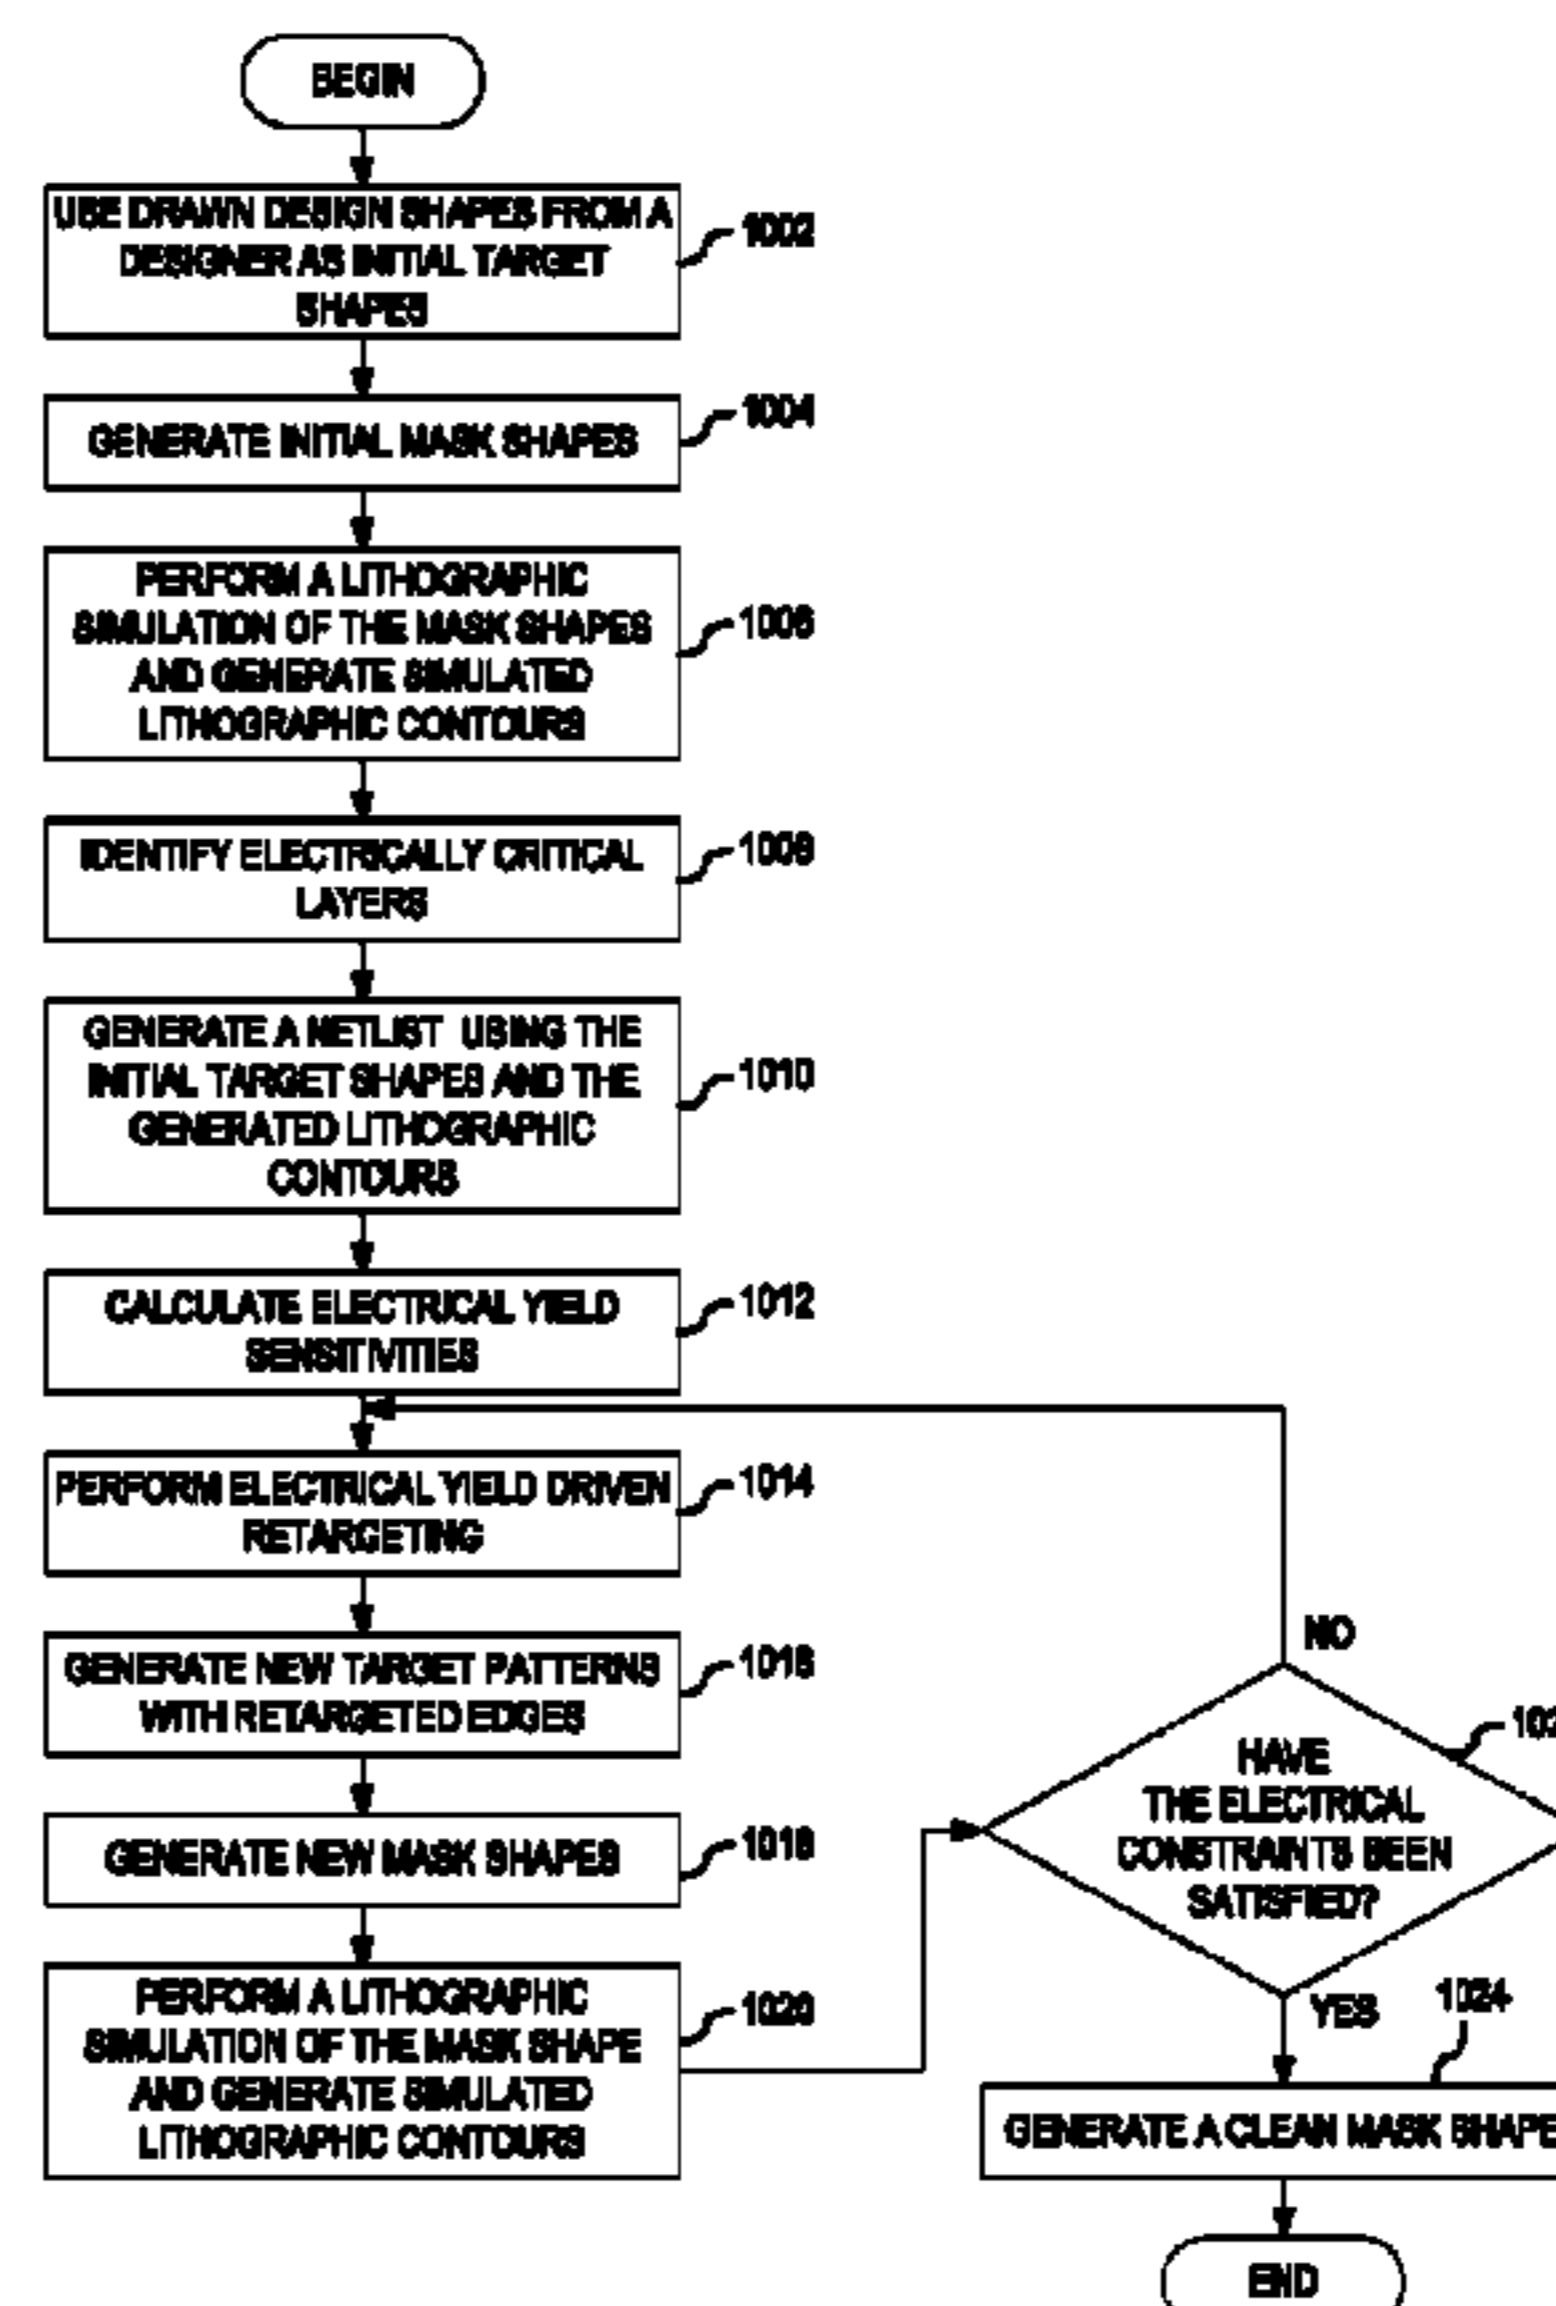 BEGIN
USE DRAWN DESIGN SHAPES FROM A
DESIGNER AS INITIAL TARGET
SHAPES
1002
GENERATE INITIAL MASK SHAPES
1004
PERFORM A LITHOGRAPHIC
SIMULATION OF THE MASK SHAPES
AND GENERATE SIMULATED
LITHOGRAPHIC CONTOURS
1006
IDENTIFY ELECTRICALLY CRITICAL
LAYERS
1008
GENERATE A NETLIST USING THE
INITIAL TARGET SHAPES AND THE
GENERATED LITHOGRAPHIC
CONTOURS
1010
CALCULATE ELECTRICAL YIELD
SENSITIVITIES
1012
PERFORM ELECTRICAL YIELD DRIVEN
RETARGETING
1014
GENERATE NEW TARGET PATTERNS
WITH RETARGETED EDGES
1016
GENERATE NEW MASK SHAPES
1018
PERFORM A LITHOGRAPHIC
SIMULATION OF THE MASK SHAPE
AND GENERATE SIMULATED
LITHOGRAPHIC CONTOURS
1020
NO
HAVE
THE ELECTRICAL
CONSTRAINTS BEEN
SATISFIED?
YES
1024
GENERATE A CLEAN MASK SHAPE
END